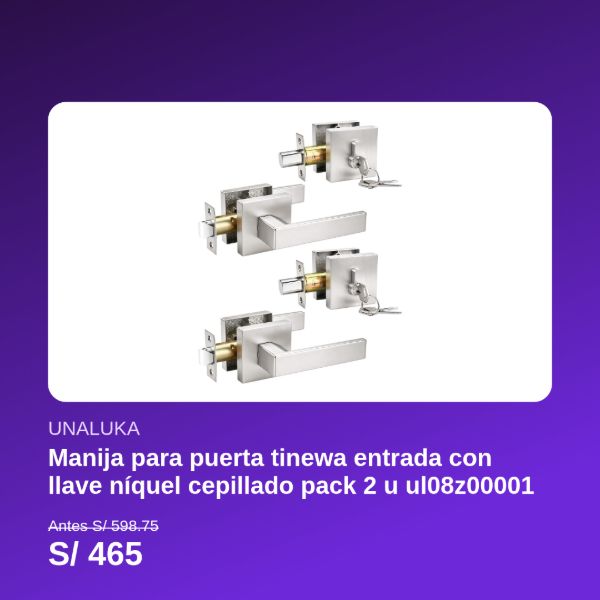 UNALUKA
Manija para puerta tinewa entrada con
llave níquel cepillado pack 2 u ul08z00001
Antes S/ 598.75
S/ 465